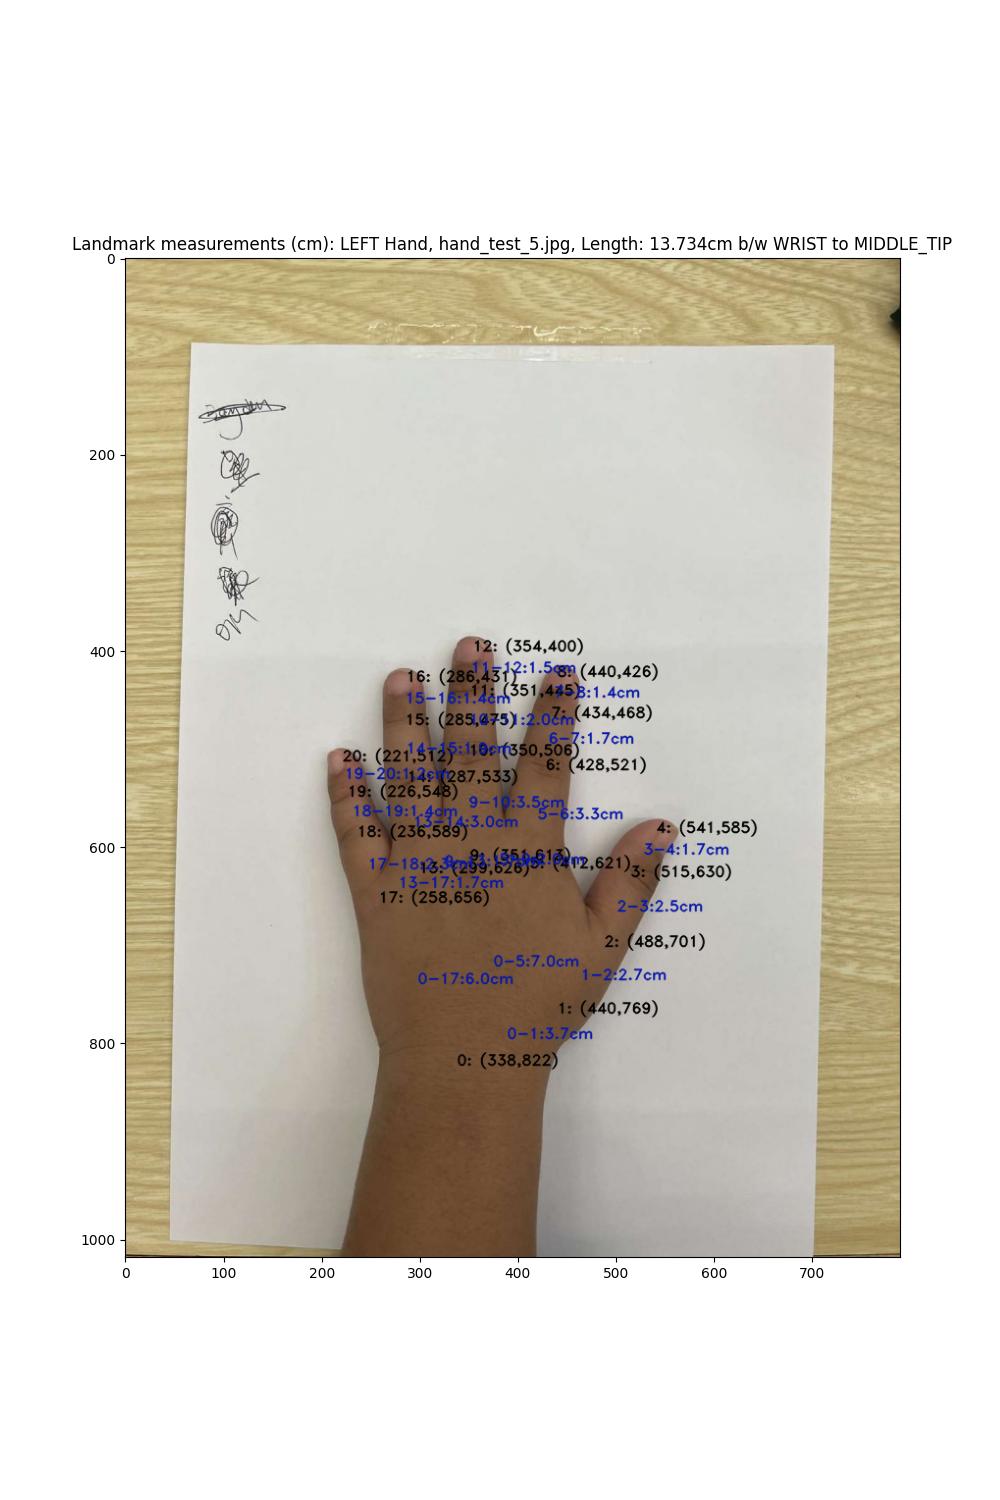 Landmark measurements (cm): LEFT Hand, hand_test_5.jpg, Length: 13.734cm b/w WRIST to MIDDLE_TIP
0
200
400
600
800
1000
0 100 200 300 400 500 600 700
12: (354,400)
11-12:1.5cm
8: (440,426)
16: (286,431)
11: (351,445)
7-8:1.4cm
15-16:1.4cm
7: (434,468)
15: (285,475)
10-11:2.0cm
6-7:1.7cm
10: (350,506)
20: (221,512)
6: (428,521)
19-20:1.2cm
14: (287,533)
19: (226,548)
9-10:3.5cm
18-19:1.4cm
5-6:3.3cm
13-14:3.0cm
18: (236,589)
4: (541,585)
3-4:1.7cm
9: (351,613)
5: (412,621)
13: (299,626)
3: (515,630)
13-17:1.7cm
17: (258,656)
2-3:2.5cm
2: (488,701)
0-5:7.0cm
0-17:6.0cm
1-2:2.7cm
1: (440,769)
0-1:3.7cm
0: (338,822)